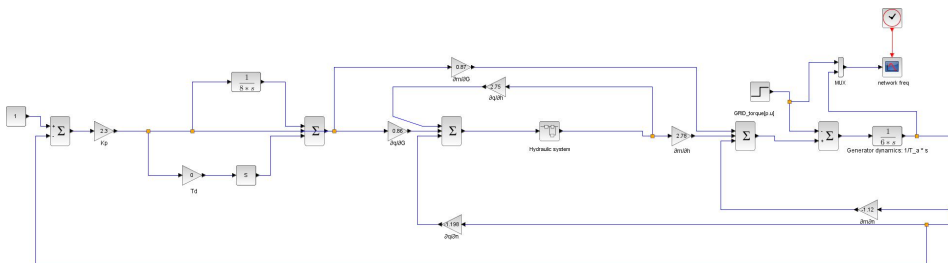 ∂m/∂G
0.87
1
8 * s
2.75
∂q/∂h
MUX
network freq
GRID_torque[p.u]
1
Σ
2.3
Kp
Σ
0.86
∂q/∂G
Σ
Hydraulic system
2.78
∂m/∂h
Σ
Σ
1
6 * s
Generator dynamics: 1/T_a * s
0
Td
S
-1.12
∂m∂n
-1.198
∂q∂n